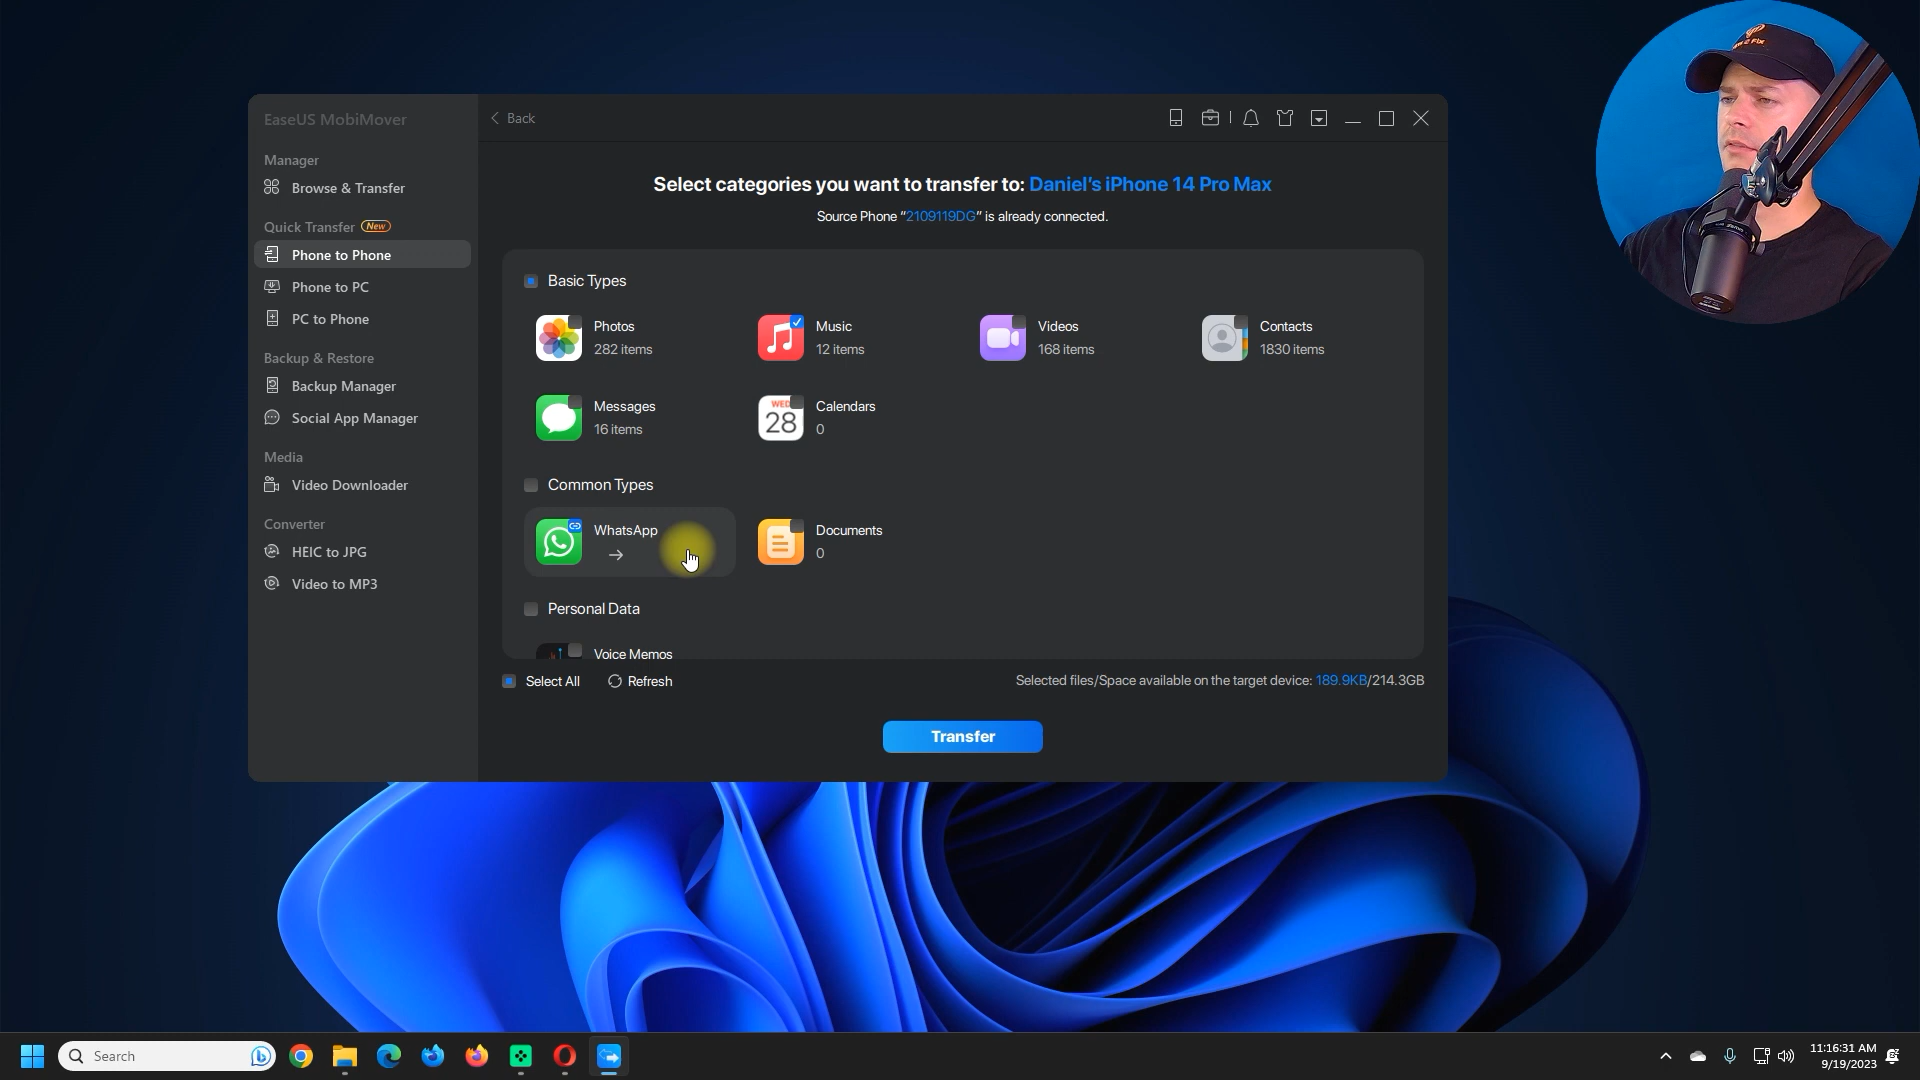 EaseUS MobiMover
Back
Manager
Browse & Transfer
Quick Transfer New
Phone to Phone
Phone to PC
PC to Phone
Backup & Restore
Backup Manager
Social App Manager
Media
Video Downloader
Converter
HEIC to JPG
Video to MP3
Select categories you want to transfer to: Daniel's iPhone 14 Pro Max
Source Phone “2109119DG” is already connected.
Basic Types
Photos
282 items
Music
12 items
Videos
168 items
Contacts
1830 items
Messages
16 items
WED
28
Calendars
0
Common Types
WhatsApp
Documents
0
Personal Data
Voice Memos
Select All
Refresh
Selected files/Space available on the target device: 189.9KB/214.3GB
Transfer
Search
11:16:31 AM
9/19/2023